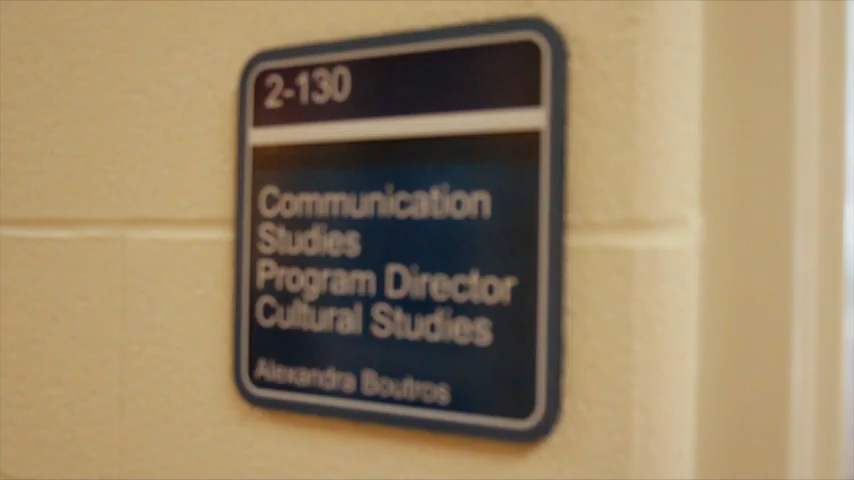 2-130
Communication
Studies
Program Director
Cultural Studies
Alexandra Boutros